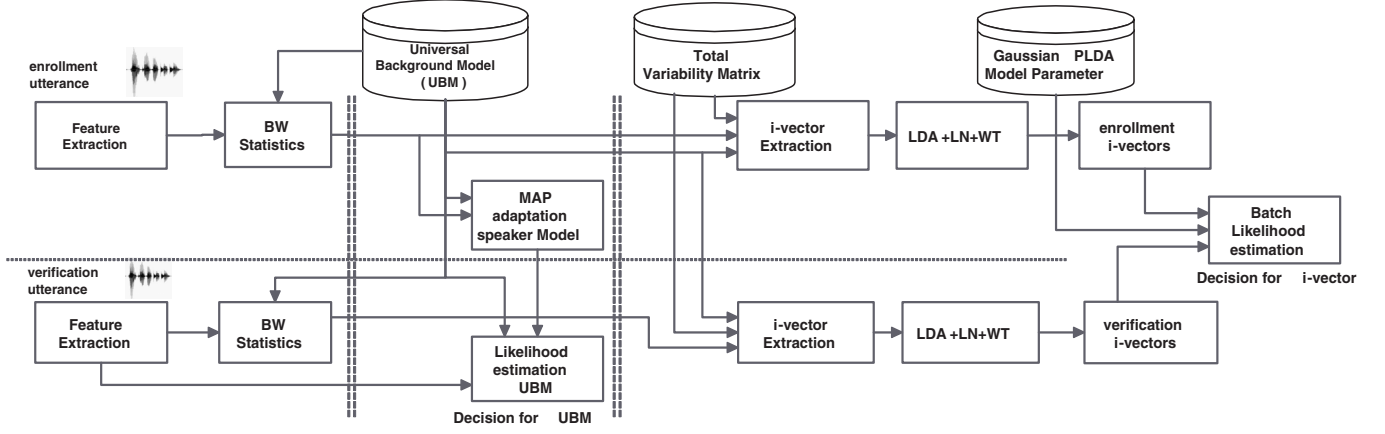 Universal
Background Model
( UBM )
Total
Variability Matrix
Gaussian PLDA
Model Parameter
enrollment
utterance
Feature
Extraction
BW
Statistics
i-vector
Extraction
LDA +LN+WT
enrollment
i-vectors
MAP
adaptation
speaker Model
Batch
Likelihood
estimation
Decision for i-vector
verification
utterance
Feature
Extraction
BW
Statistics
Likelihood
estimation
UBM
Decision for UBM
i-vector
Extraction
LDA +LN+WT
verification
i-vectors